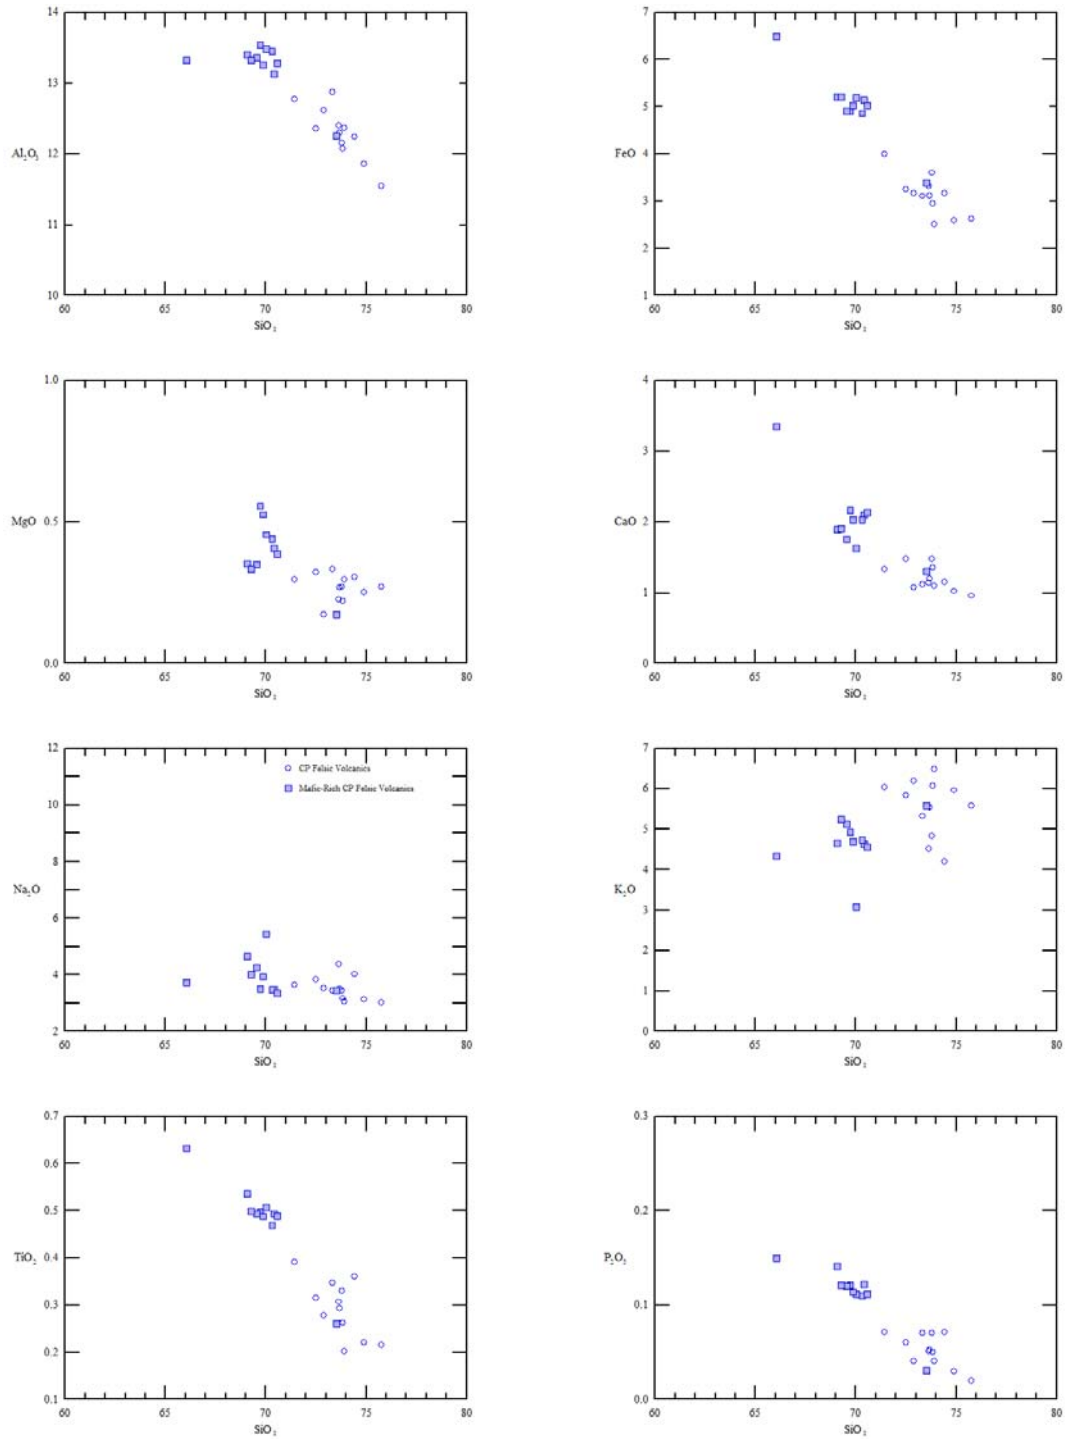 14
13
Al₂O₃ 12
11
10
60 65 70 75 80
SiO₂
7
6
5
FeO 4
3
2
1
60 65 70 75 80
SiO₂
1.0
MgO 0.5
0.0
60 65 70 75 80
SiO₂
4
3
CaO 2
1
0
60 65 70 75 80
SiO₂
12
CP Felsic Volcanics
Mafic-Rich CP Felsic Volcanics
10
8
Na₂O
6
4
2
60 65 70 75 80
SiO₂
7
6
5
4
K₂O
3
2
1
0
60 65 70 75 80
SiO₂
0.7
0.6
0.5
TiO₂ 0.4
0.3
0.2
0.1
60 65 70 75 80
SiO₂
0.3
0.2
P₂O₅
0.1
0.0
60 65 70 75 80
SiO₂